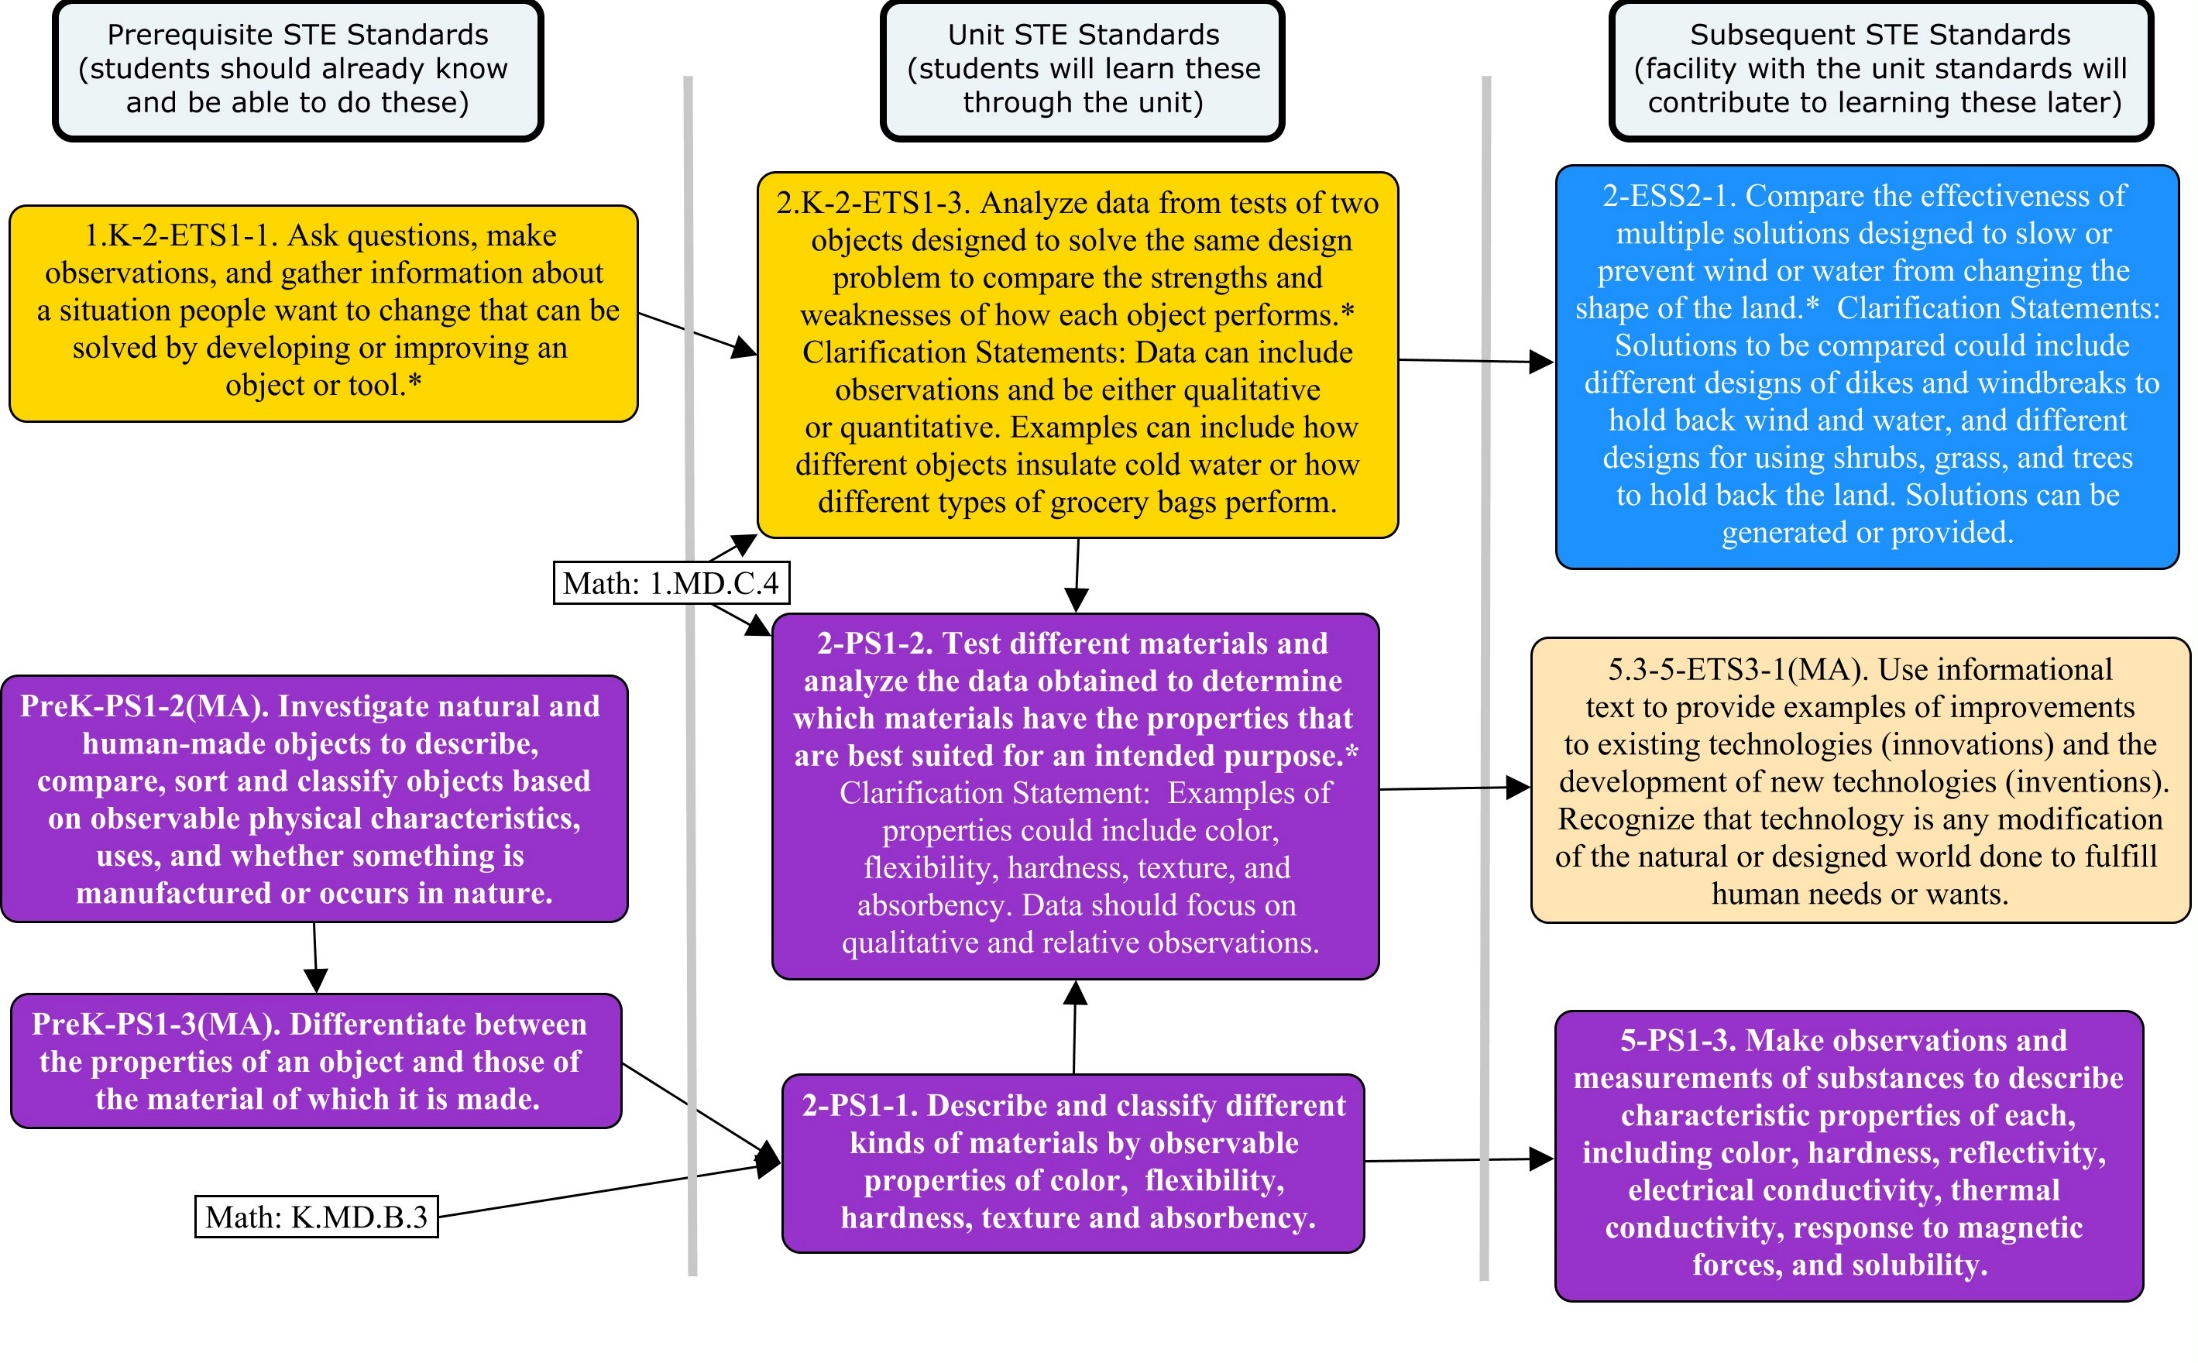 Prerequisite STE Standards
(students should already know
and be able to do these)
Unit STE Standards
(students will learn these
through the unit)
Subsequent STE Standards
(facility with the unit standards will
contribute to learning these later)
1.K-2-ETS1-1. Ask questions, make
observations, and gather information about
a situation people want to change that can be
solved by developing or improving an
object or tool.*
2.K-2-ETS1-3. Analyze data from tests of two
objects designed to solve the same design
problem to compare the strengths and
weaknesses of how each object performs.*
Clarification Statements: Data can include
observations and be either qualitative
or quantitative. Examples can include how
different objects insulate cold water or how
different types of grocery bags perform.
2-ESS2-1. Compare the effectiveness of
multiple solutions designed to slow or
prevent wind or water from changing the
shape of the land.*  Clarification Statements:
Solutions to be compared could include
different designs of dikes and windbreaks to
hold back wind and water, and different
designs for using shrubs, grass, and trees
to hold back the land. Solutions can be
generated or provided.
Math: 1.MD.C.4
PreK-PS1-2(MA). Investigate natural and
human-made objects to describe,
compare, sort and classify objects based
on observable physical characteristics,
uses, and whether something is
manufactured or occurs in nature.
2-PS1-2. Test different materials and
analyze the data obtained to determine
which materials have the properties that
are best suited for an intended purpose.*
Clarification Statement:  Examples of
properties could include color,
flexibility, hardness, texture, and
absorbency. Data should focus on
qualitative and relative observations.
5.3-5-ETS3-1(MA). Use informational
text to provide examples of improvements
to existing technologies (innovations) and the
development of new technologies (inventions).
Recognize that technology is any modification
of the natural or designed world done to fulfill
human needs or wants.
PreK-PS1-3(MA). Differentiate between
the properties of an object and those of
the material of which it is made.
Math: K.MD.B.3
2-PS1-1. Describe and classify different
kinds of materials by observable
properties of color,  flexibility,
hardness, texture and absorbency.
5-PS1-3. Make observations and
measurements of substances to describe
characteristic properties of each,
including color, hardness, reflectivity,
electrical conductivity, thermal
conductivity, response to magnetic
forces, and solubility.